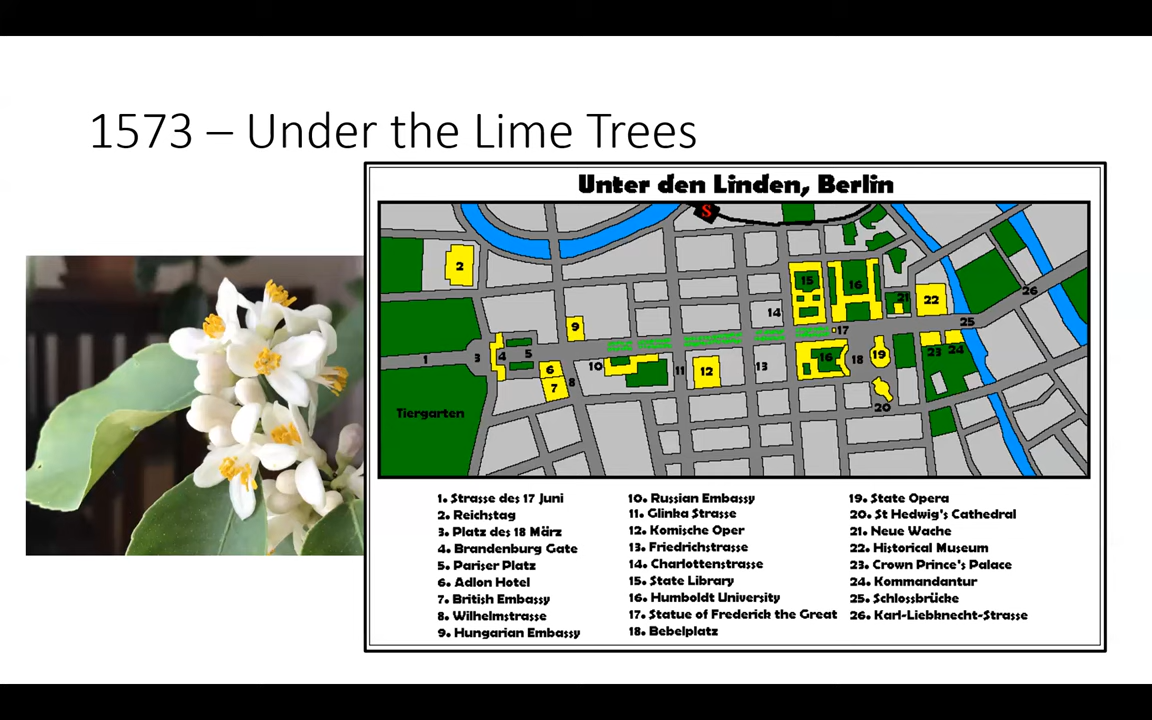 1573 – Under the Lime Trees
Unter den Linden, Berlin
S
2
15
16
21
22
26
14
9
17
25
1
3
4
5
6
10
11
12
13
16
18
19
23
24
7
8
20
Tiergarten
1. Strasse des 17 Juni
2. Reichstag
3. Platz des 18 März
4. Brandenburg Gate
5. Pariser Platz
6. Adlon Hotel
7. British Embassy
8. Wilhelmstrasse
9. Hungarian Embassy
10. Russian Embassy
11. Glinka Strasse
12. Komische Oper
13. Friedrichstrasse
14. Charlottenstrasse
15. State Library
16. Humboldt University
17. Statue of Frederick the Great
18. Bebelplatz
19. State Opera
20. St Hedwig's Cathedral
21. Neue Wache
22. Historical Museum
23. Crown Prince's Palace
24. Kommandantur
25. Schlossbrücke
26. Karl-Liebknecht-Strasse